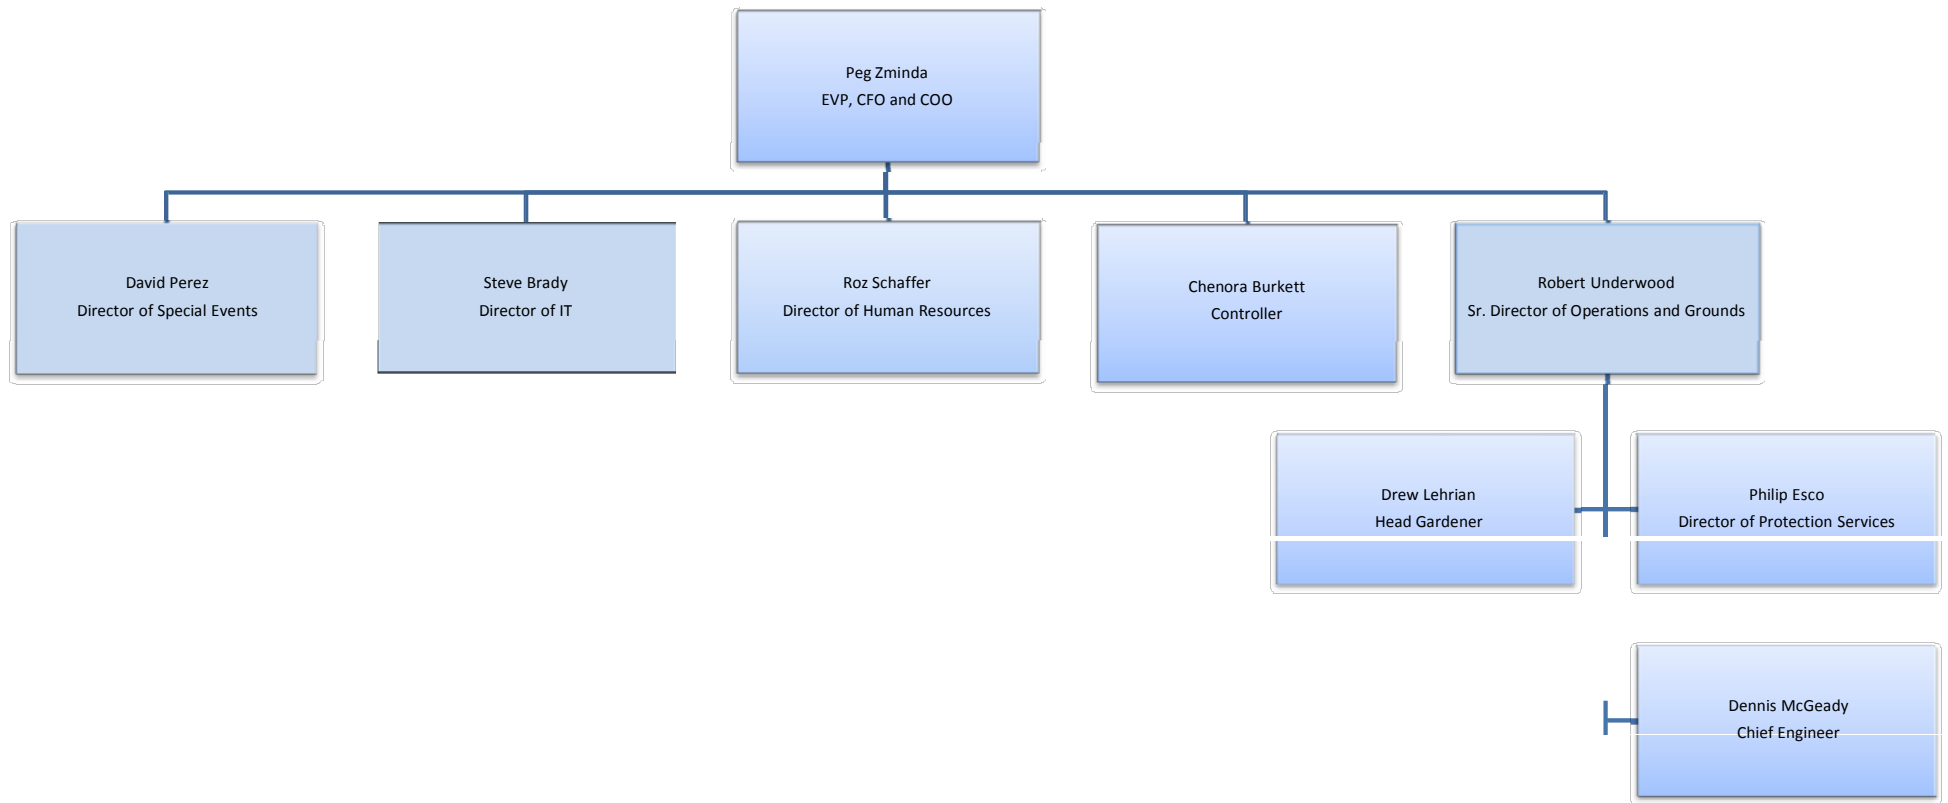 Peg Zminda
EVP, CFO and COO
David Perez
Director of Special Events
Steve Brady
Director of IT
Roz Schaffer
Director of Human Resources
Chenora Burkett
Controller
Robert Underwood
Sr. Director of Operations and Grounds
Drew Lehrian
Head Gardener
Philip Esco
Director of Protection Services
Dennis McGeady
Chief Engineer